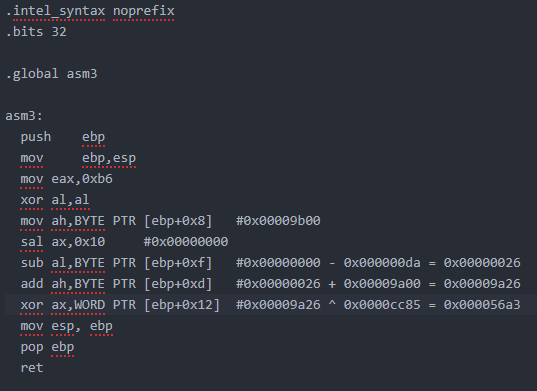 .intel_syntax noprefix
.bits 32
.global asm3
asm3:
push ebp
mov ebp,esp
mov eax,0xb6
xor al,al
mov ah,BYTE PTR [ebp+0x8] #0x00009b00
sal ax,0x10 #0x00000000
sub al,BYTE PTR [ebp+0xf] #0x00000000 - 0x000000da = 0x00000026
add ah,BYTE PTR [ebp+0xd] #0x00000026 + 0x00009a00 = 0x00009a26
xor ax,WORD PTR [ebp+0x12] #0x00009a26 ^ 0x0000cc85 = 0x000056a3
mov esp, ebp
pop ebp
ret